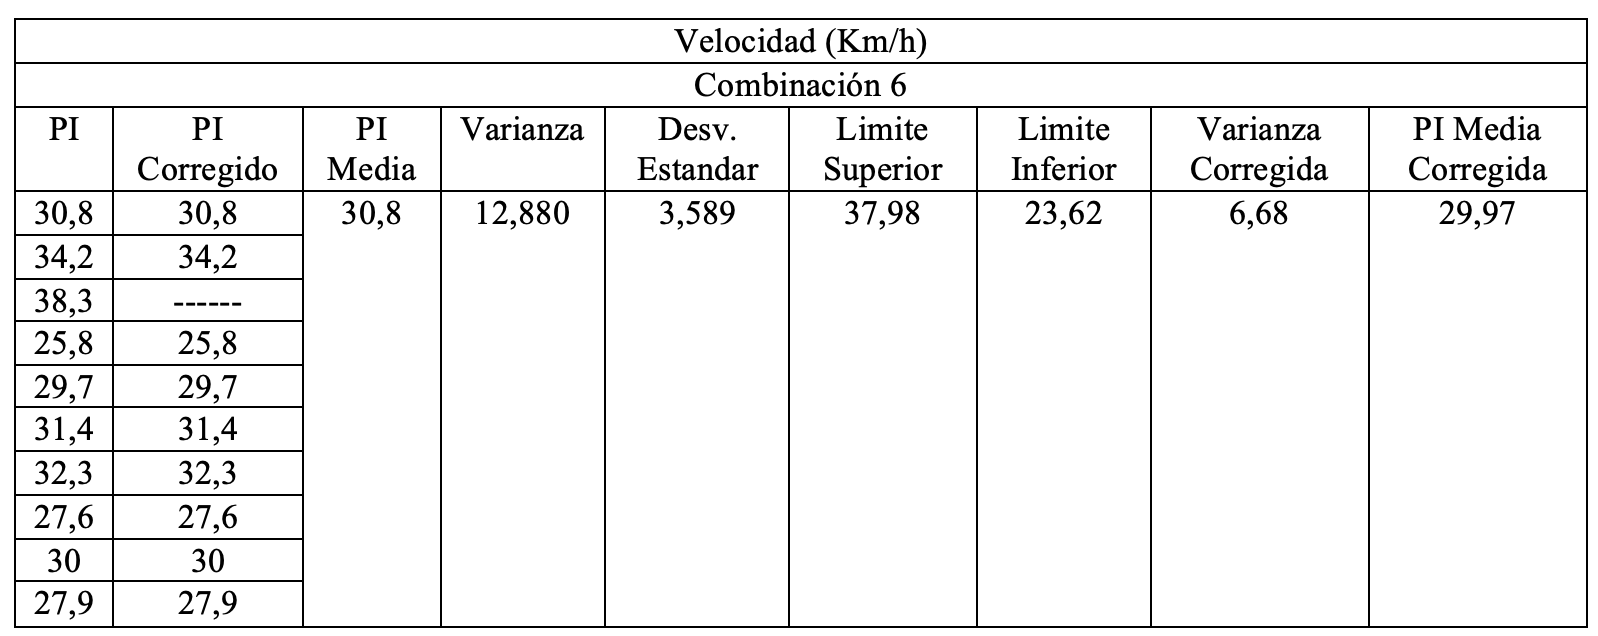 Velocidad (Km/h)
Combinación 6
PI PI Corregido PI Media Varianza Desv. Estandar Limite Superior Limite Inferior Varianza Corregida PI Media Corregida
30,8 30,8 30,8 12,880 3,589 37,98 23,62 6,68 29,97
34,2 34,2
38,3 ------
25,8 25,8
29,7 29,7
31,4 31,4
32,3 32,3
27,6 27,6
30 30
27,9 27,9